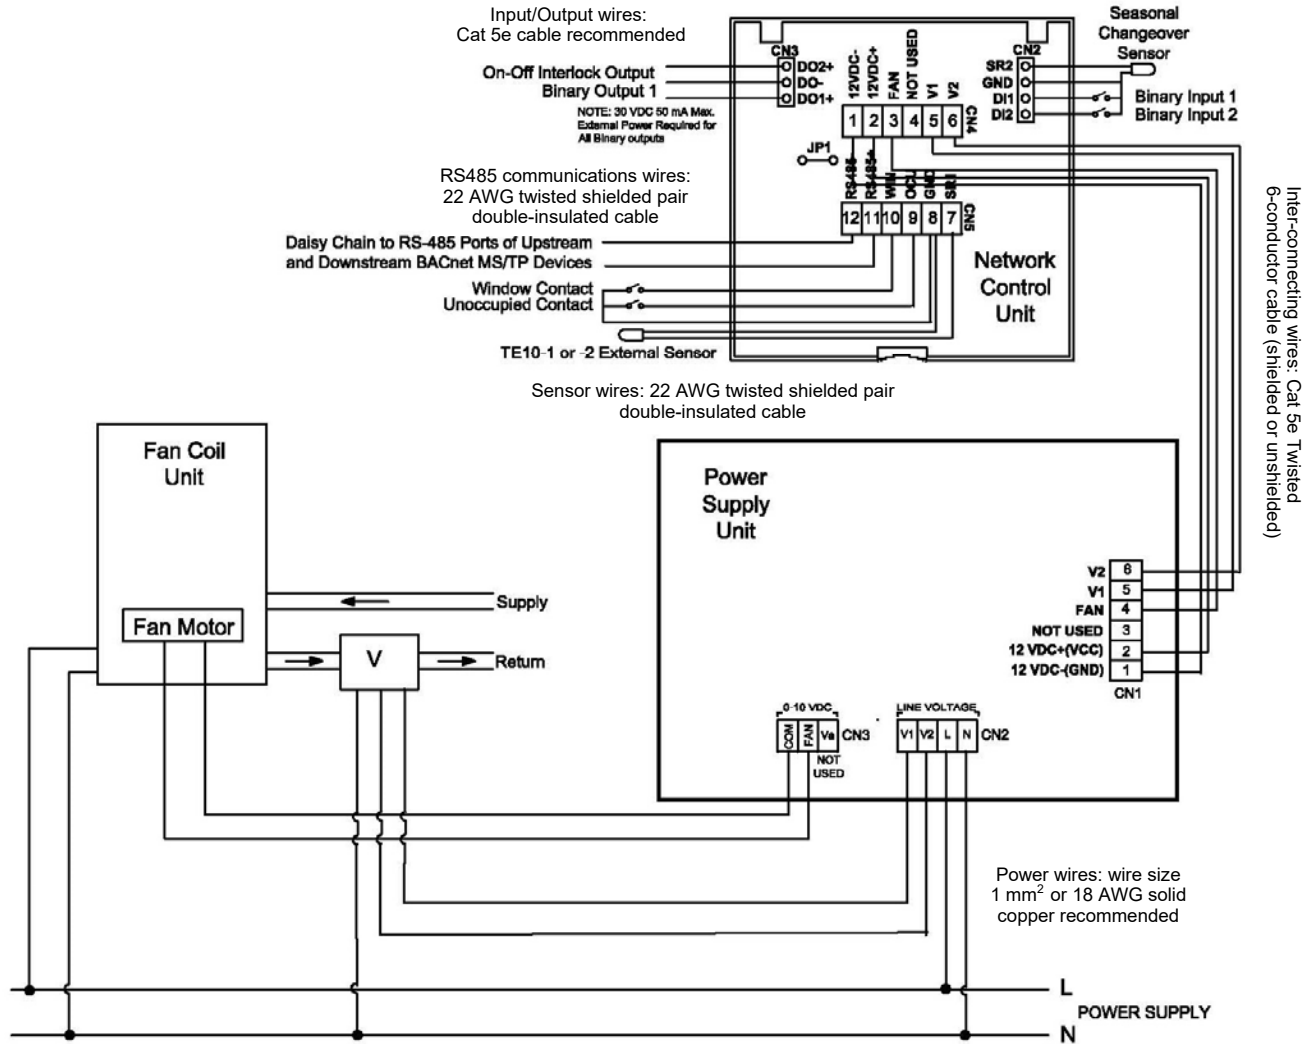 Input/Output wires:
Cat 5e cable recommended
On-Off Interlock Output
Binary Output 1
NOTE: 30 VDC 50 mA Max.
External Power Required for
All Binary outputs
CN3
DO2+
DO-
DO1+
12VDC-
12VDC+
FAN
NOT USED
V1
V2
1 2 3 4 5 6
CN4
JP1
CN2
SR2
GND
DI1
DI2
Seasonal
Changeover
Sensor
Binary Input 1
Binary Input 2
RS485-
RS485+
WIN
OCU
GND
SR1
12 11 10 9 8 7
CN5
RS485 communications wires:
22 AWG twisted shielded pair
double-insulated cable
Daisy Chain to RS-485 Ports of Upstream
and Downstream BACnet MS/TP Devices
Window Contact
Unoccupied Contact
TE10-1 or -2 External Sensor
Network
Control
Unit
Sensor wires: 22 AWG twisted shielded pair
double-insulated cable
Inter-connecting wires: Cat 5e Twisted
6-conductor cable (shielded or unshielded)
Fan Coil
Unit
Fan Motor
Supply
V
Return
Power
Supply
Unit
V2 6
V1 5
FAN 4
NOT USED 3
12 VDC+(VCC) 2
12 VDC-(GND) 1
CN1
0-10 VDC
COM
FAN
Va
CN3
NOT
USED
LINE VOLTAGE
V1 V2 L N
CN2
Power wires: wire size
1 mm² or 18 AWG solid
copper recommended
L
POWER SUPPLY
N